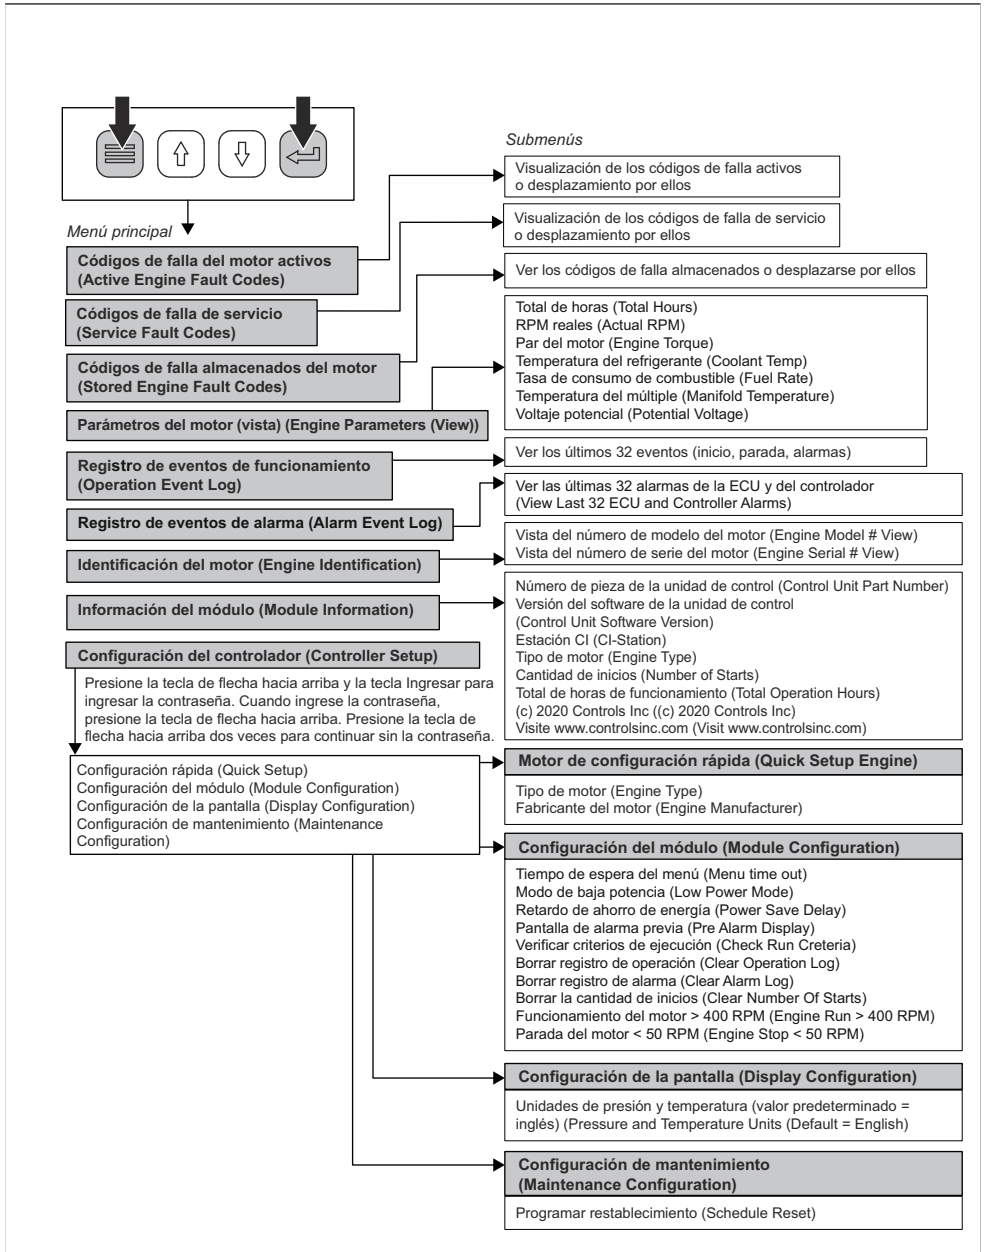 Submenús
Visualización de los códigos de falla activos
o desplazamiento por ellos
Visualización de los códigos de falla de servicio
o desplazamiento por ellos
Menú principal
Códigos de falla del motor activos
(Active Engine Fault Codes)
Ver los códigos de falla almacenados o desplazarse por ellos
Códigos de falla de servicio
(Service Fault Codes)
Total de horas (Total Hours)
RPM reales (Actual RPM)
Par del motor (Engine Torque)
Temperatura del refrigerante (Coolant Temp)
Tasa de consumo de combustible (Fuel Rate)
Temperatura del múltiple (Manifold Temperature)
Voltaje potencial (Potential Voltage)
Códigos de falla almacenados del motor
(Stored Engine Fault Codes)
Parámetros del motor (vista) (Engine Parameters (View))
Registro de eventos de funcionamiento
(Operation Event Log)
Ver los últimos 32 eventos (inicio, parada, alarmas)
Ver las últimas 32 alarmas de la ECU y del controlador
(View Last 32 ECU and Controller Alarms)
Registro de eventos de alarma (Alarm Event Log)
Vista del número de modelo del motor (Engine Model # View)
Vista del número de serie del motor (Engine Serial # View)
Identificación del motor (Engine Identification)
Información del módulo (Module Information)
Número de pieza de la unidad de control (Control Unit Part Number)
Versión del software de la unidad de control
(Control Unit Software Version)
Estación CI (CI-Station)
Tipo de motor (Engine Type)
Cantidad de inicios (Number of Starts)
Total de horas de funcionamiento (Total Operation Hours)
(c) 2020 Controls Inc ((c) 2020 Controls Inc)
Visite www.controlsinc.com (Visit www.controlsinc.com)
Configuración del controlador (Controller Setup)
Presione la tecla de flecha hacia arriba y la tecla Ingresar para
ingresar la contraseña. Cuando ingrese la contraseña,
presione la tecla de flecha hacia arriba. Presione la tecla de
flecha hacia arriba dos veces para continuar sin la contraseña.
Configuración rápida (Quick Setup)
Configuración del módulo (Module Configuration)
Configuración de la pantalla (Display Configuration)
Configuración de mantenimiento (Maintenance
Configuration)
Motor de configuración rápida (Quick Setup Engine)
Tipo de motor (Engine Type)
Fabricante del motor (Engine Manufacturer)
Configuración del módulo (Module Configuration)
Tiempo de espera del menú (Menu time out)
Modo de baja potencia (Low Power Mode)
Retardo de ahorro de energía (Power Save Delay)
Pantalla de alarma previa (Pre Alarm Display)
Verificar criterios de ejecución (Check Run Creteria)
Borrar registro de operación (Clear Operation Log)
Borrar registro de alarma (Clear Alarm Log)
Borrar la cantidad de inicios (Clear Number Of Starts)
Funcionamiento del motor > 400 RPM (Engine Run > 400 RPM)
Parada del motor < 50 RPM (Engine Stop < 50 RPM)
Configuración de la pantalla (Display Configuration)
Unidades de presión y temperatura (valor predeterminado =
inglés) (Pressure and Temperature Units (Default = English)
Configuración de mantenimiento
(Maintenance Configuration)
Programar restablecimiento (Schedule Reset)